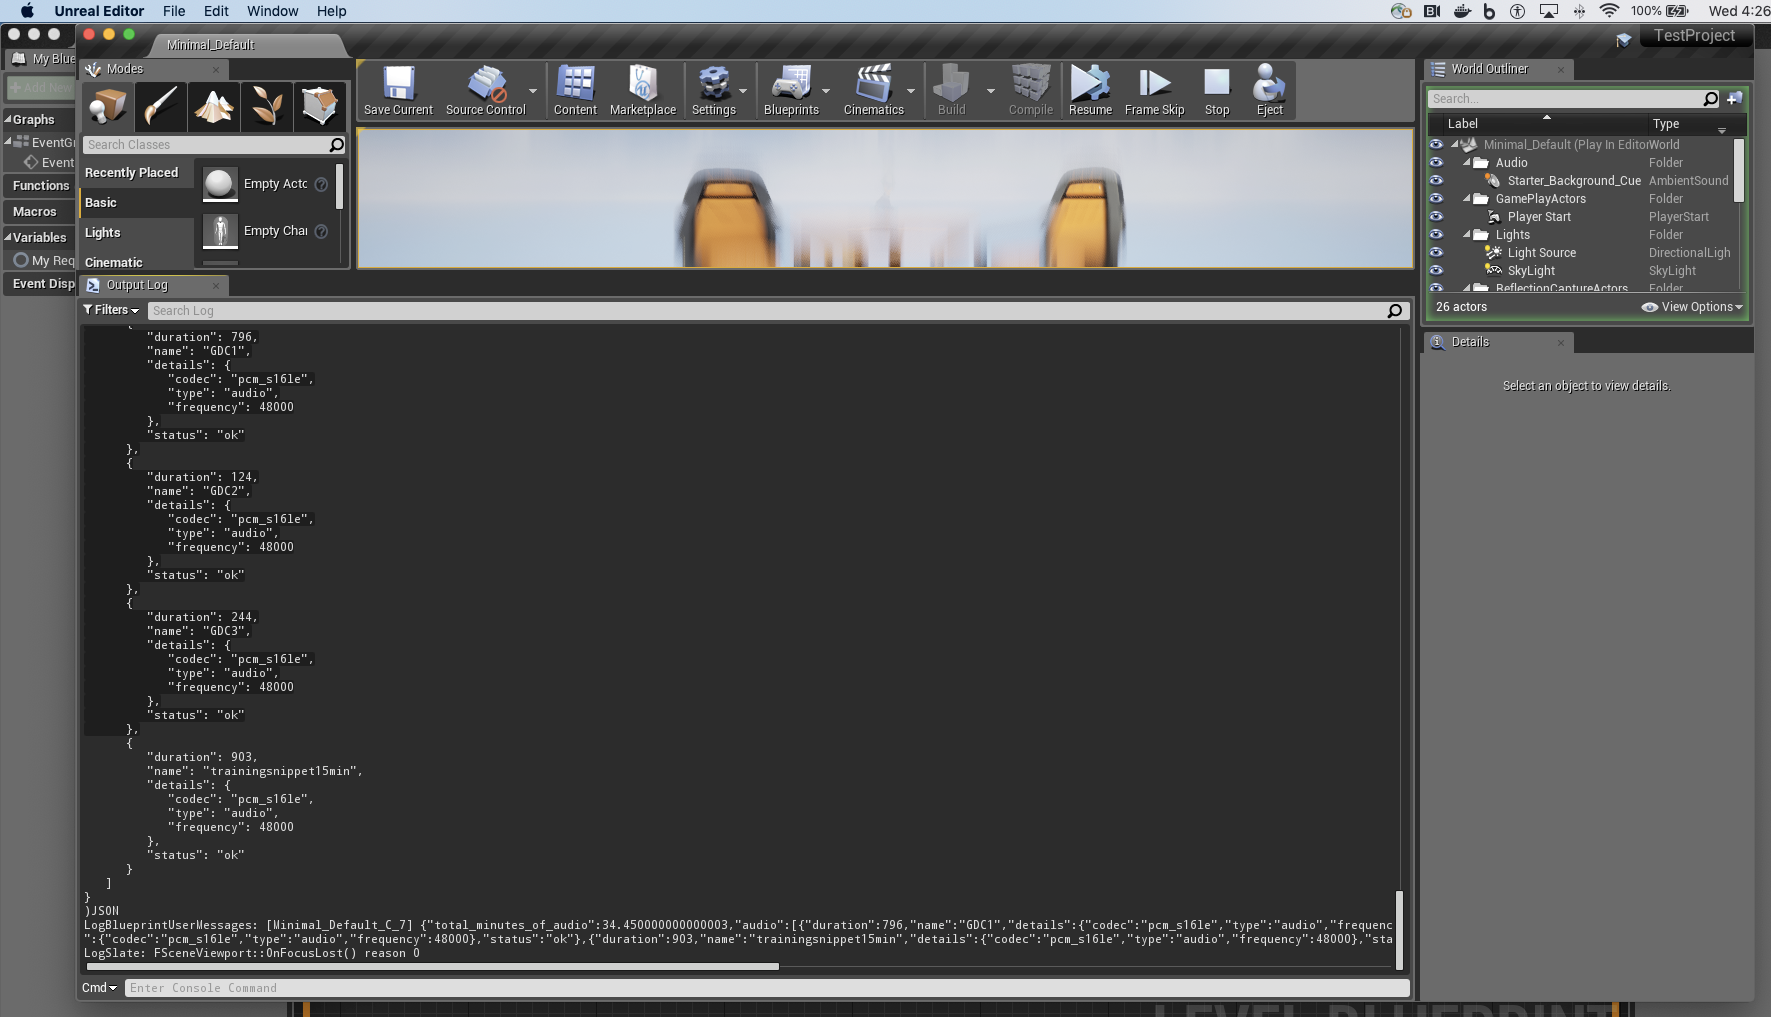 Unreal Editor File Edit Window Help 100% Wed 4:26
Minimal_Default
TestProject
My Blue
Add New
Graphs
EventG
Event
Functions
Macros
Variables
My Req
Event Disp
Modes
Search Classes
Recently Placed
Basic
Lights
Cinematic
Empty Acto
Empty Char
Save Current
Source Control
Content
Marketplace
Settings
Blueprints
Cinematics
Build
Compile
Resume
Frame Skip
Stop
Eject
World Outliner
Search...
Label Type
Minimal_Default (Play In Editor World
Audio Folder
Starter_Background_Cue AmbientSound
GamePlayActors Folder
Player Start PlayerStart
Lights Folder
Light Source DirectionalLigh
SkyLight SkyLight
ReflectionCaptureActors Folder
26 actors View Options
Details
Select an object to view details.
Output Log
Filters Search Log
{
"duration": 796,
"name": "GDC1",
"details": {
"codec": "pcm_s16le",
"type": "audio",
"frequency": 48000
},
"status": "ok"
},
{
"duration": 124,
"name": "GDC2",
"details": {
"codec": "pcm_s16le",
"type": "audio",
"frequency": 48000
},
"status": "ok"
},
{
"duration": 244,
"name": "GDC3",
"details": {
"codec": "pcm_s16le",
"type": "audio",
"frequency": 48000
},
"status": "ok"
},
{
"duration": 903,
"name": "trainingsnippet15min",
"details": {
"codec": "pcm_s16le",
"type": "audio",
"frequency": 48000
},
"status": "ok"
}
]
}
)JSON
LogBlueprintUserMessages: [Minimal_Default_C_7] {"total_minutes_of_audio":34.450000000000003,"audio":[{"duration":796,"name":"GDC1","details":{"codec":"pcm_s16le","type":"audio","frequenc
":{"codec":"pcm_s16le","type":"audio","frequency":48000},"status":"ok"},{"duration":903,"name":"trainingsnippet15min","details":{"codec":"pcm_s16le","type":"audio","frequency":48000},"sta
LogSlate: FSceneViewport::OnFocusLost() reason 0
Cmd Enter Console Command
LEVEL BLUEPRINT